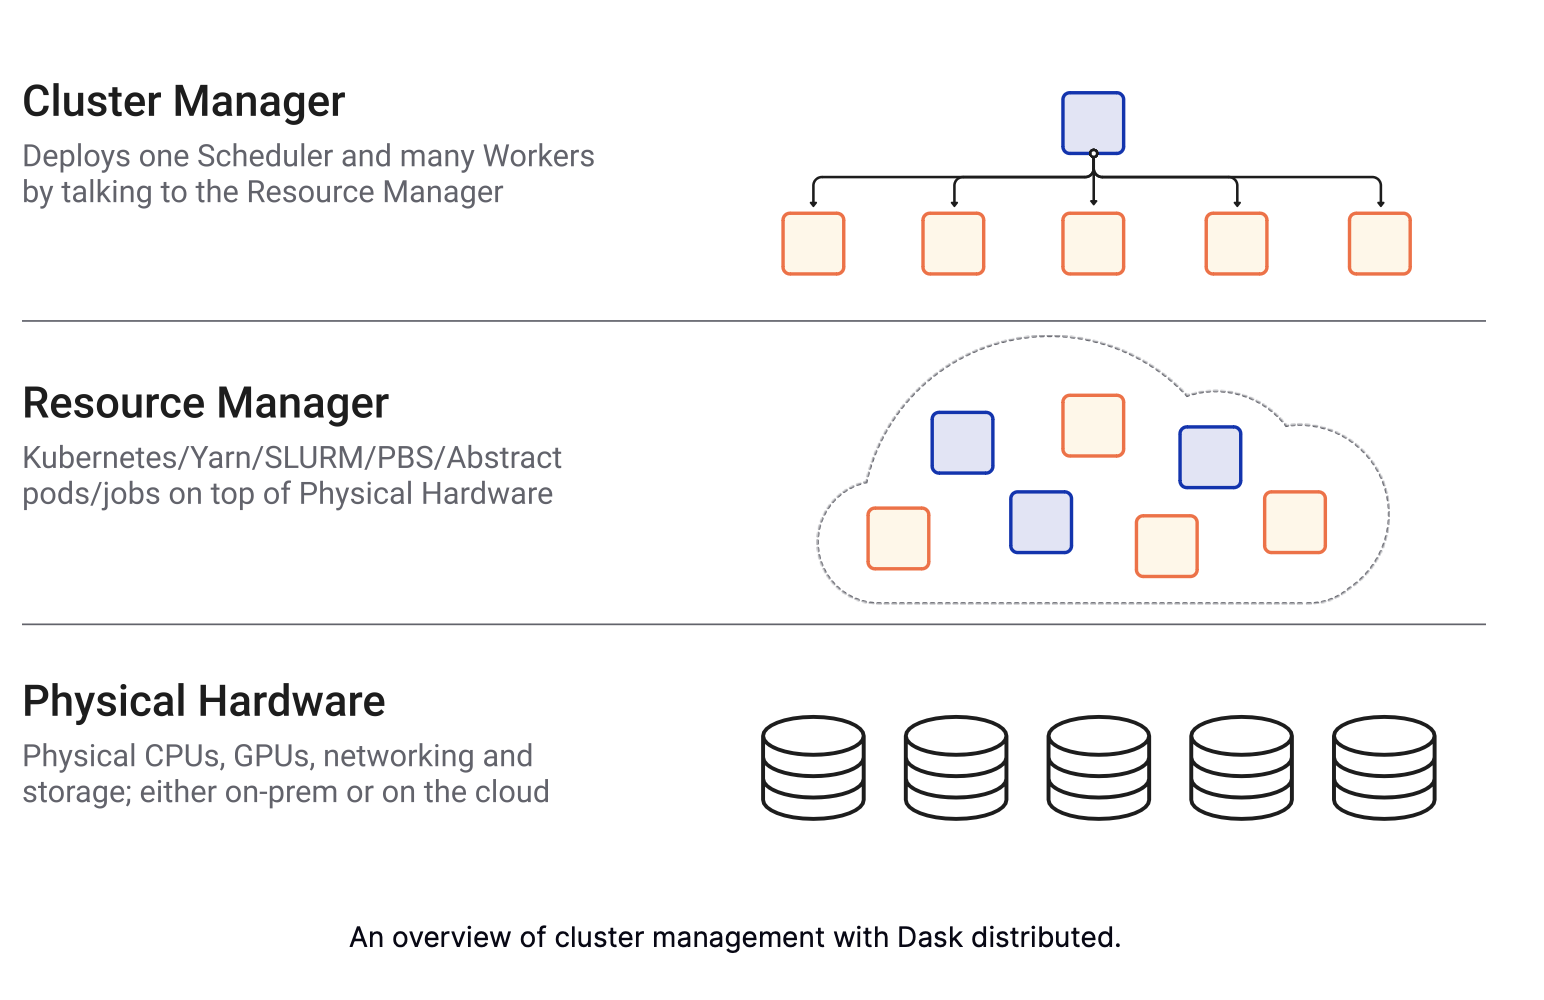 Cluster Manager
Deploys one Scheduler and many Workers
by talking to the Resource Manager
Resource Manager
Kubernetes/Yarn/SLURM/PBS/Abstract
pods/jobs on top of Physical Hardware
Physical Hardware
Physical CPUs, GPUs, networking and
storage; either on-prem or on the cloud
An overview of cluster management with Dask distributed.